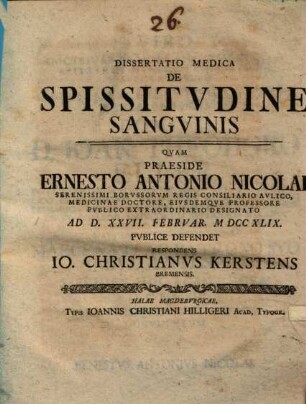 26.
DISSERTATIO MEDICA
DE
SPISSITVDINE
SANGVINIS
QVAM
PRAESIDE
ERNESTO ANTONIO NICOLAI
SERENISSIMI BORVSSORVM REGIS CONSILIARIO AVLICO,
MEDICINAE DOCTORE, EIVSDEMQVE PROFESSORE
PVBLICO EXTRAORDINARIO DESIGNATO
AD D. XXVII. FEBRVAR. M DCC XLIX.
PVBLICE DEFENDET
RESPONDENS
IO. CHRISTIANVS KERSTENS
BREMENSIS.
HALAE MAGDEBVRGICAE,
Typis IOANNIS CHRISTIANI HILLIGERI Acad. Typogr.